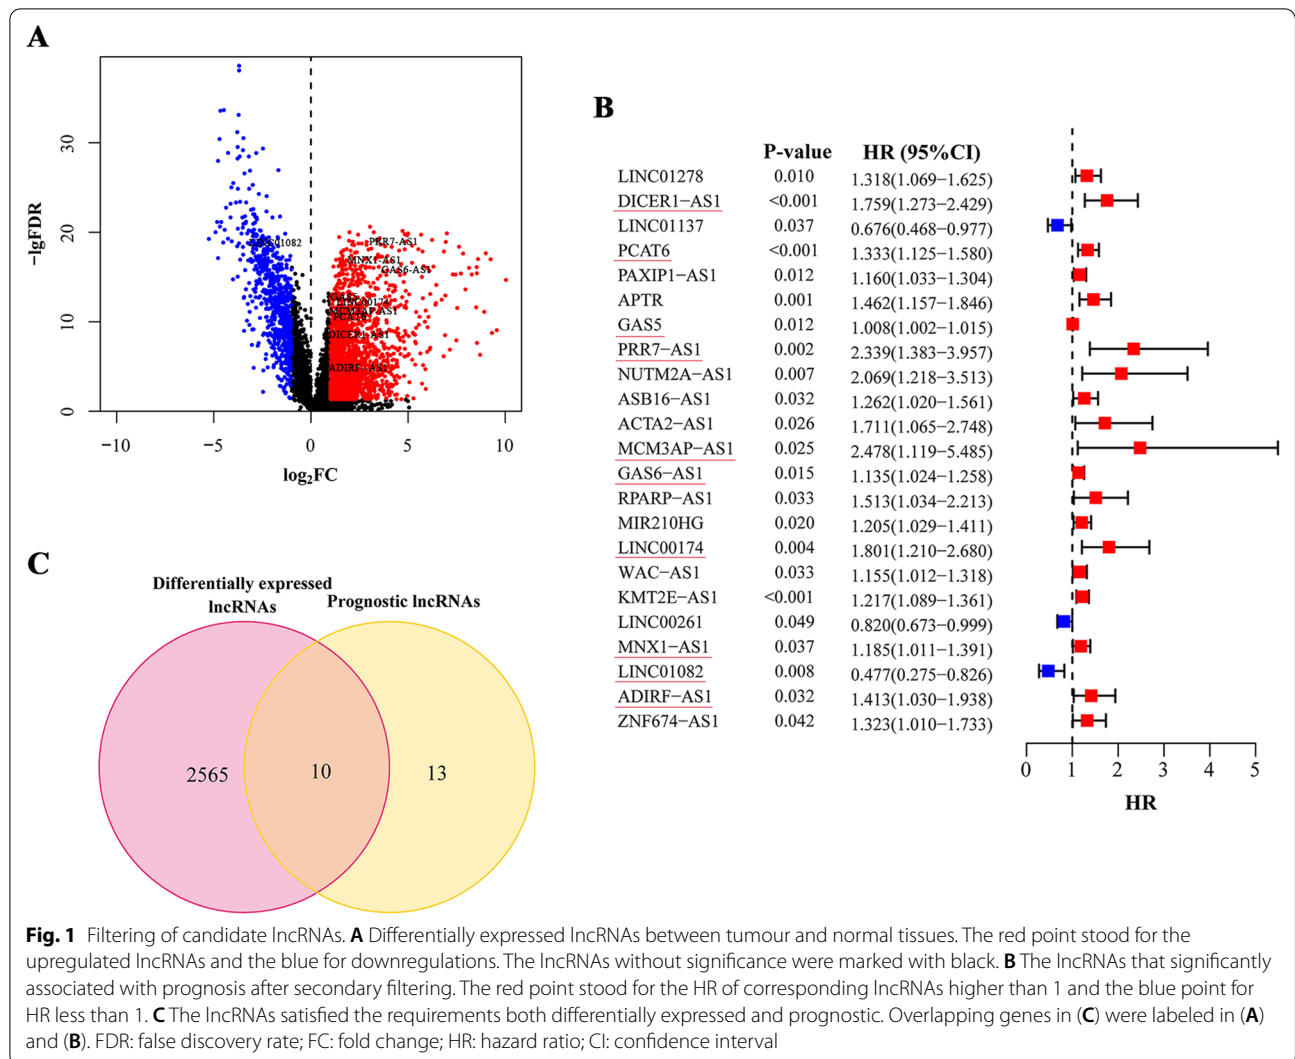 A
−lgFDR
30
20
10
0
LINC01082
PRR7-AS1
MNX1-AS1
GAS6-AS1
GAS5
LINC00174
MCM3AP-AS1
PCAT6
DICER1-AS1
ADIRF-AS1
−10 −5 0 5 10
log2FC
B
P-value HR (95%CI)
LINC01278 0.010 1.318(1.069−1.625)
DICER1−AS1 <0.001 1.759(1.273−2.429)
LINC01137 0.037 0.676(0.468−0.977)
PCAT6 <0.001 1.333(1.125−1.580)
PAXIP1−AS1 0.012 1.160(1.033−1.304)
APTR 0.001 1.462(1.157−1.846)
GAS5 0.012 1.008(1.002−1.015)
PRR7−AS1 0.002 2.339(1.383−3.957)
NUTM2A−AS1 0.007 2.069(1.218−3.513)
ASB16−AS1 0.032 1.262(1.020−1.561)
ACTA2−AS1 0.026 1.711(1.065−2.748)
MCM3AP−AS1 0.025 2.478(1.119−5.485)
GAS6−AS1 0.015 1.135(1.024−1.258)
RPARP−AS1 0.033 1.513(1.034−2.213)
MIR210HG 0.020 1.205(1.029−1.411)
LINC00174 0.004 1.801(1.210−2.680)
WAC−AS1 0.033 1.155(1.012−1.318)
KMT2E−AS1 <0.001 1.217(1.089−1.361)
LINC00261 0.049 0.820(0.673−0.999)
MNX1−AS1 0.037 1.185(1.011−1.391)
LINC01082 0.008 0.477(0.275−0.826)
ADIRF−AS1 0.032 1.413(1.030−1.938)
ZNF674−AS1 0.042 1.323(1.010−1.733)
0 1 2 3 4 5
HR
C
Differentially expressed
lncRNAs
Prognostic lncRNAs
2565 10 13
Fig. 1 Filtering of candidate lncRNAs. A Differentially expressed lncRNAs between tumour and normal tissues. The red point stood for the
upregulated lncRNAs and the blue for downregulations. The lncRNAs without significance were marked with black. B The lncRNAs that significantly
associated with prognosis after secondary filtering. The red point stood for the HR of corresponding lncRNAs higher than 1 and the blue point for
HR less than 1. C The lncRNAs satisfied the requirements both differentially expressed and prognostic. Overlapping genes in (C) were labeled in (A)
and (B). FDR: false discovery rate; FC: fold change; HR: hazard ratio; CI: confidence interval